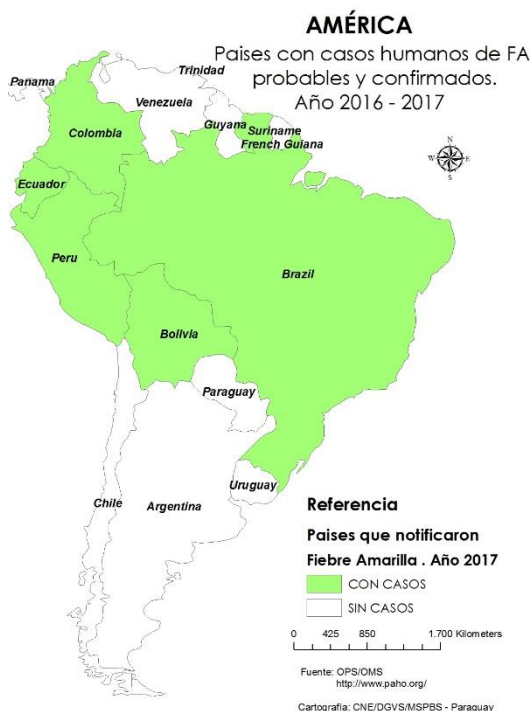 AMÉRICA
Paises con casos humanos de FA
probables y confirmados.
Año 2016 - 2017
Panama
Trinidad
Venezuela
Guyana
Suriname
French Guiana
Colombia
N
W E
S
Ecuador
Peru
Brazil
Bolivia
Paraguay
Uruguay
Chile
Argentina
Referencia
Paises que notificaron
Fiebre Amarilla . Año 2017
CON CASOS
SIN CASOS
0 425 850 1.700 Kilometers
Fuente: OPS/OMS
http://www.paho.org/
Cartografia: CNE/DGVS/MSPBS - Paraguay